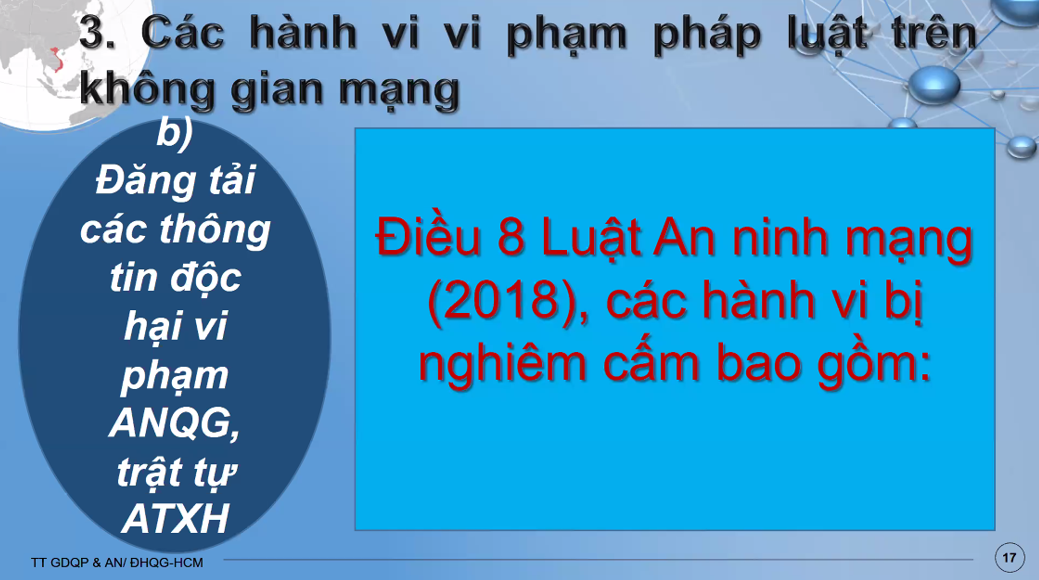 3. Các hành vi vi phạm pháp luật trên
không gian mạng
b)
Đăng tải
các thông
tin độc
hại vi
phạm
ANQG,
trật tự
ATXH
Điều 8 Luật An ninh mạng
(2018), các hành vi bị
nghiêm cấm bao gồm:
TT GDQP & AN/ ĐHQG-HCM
17